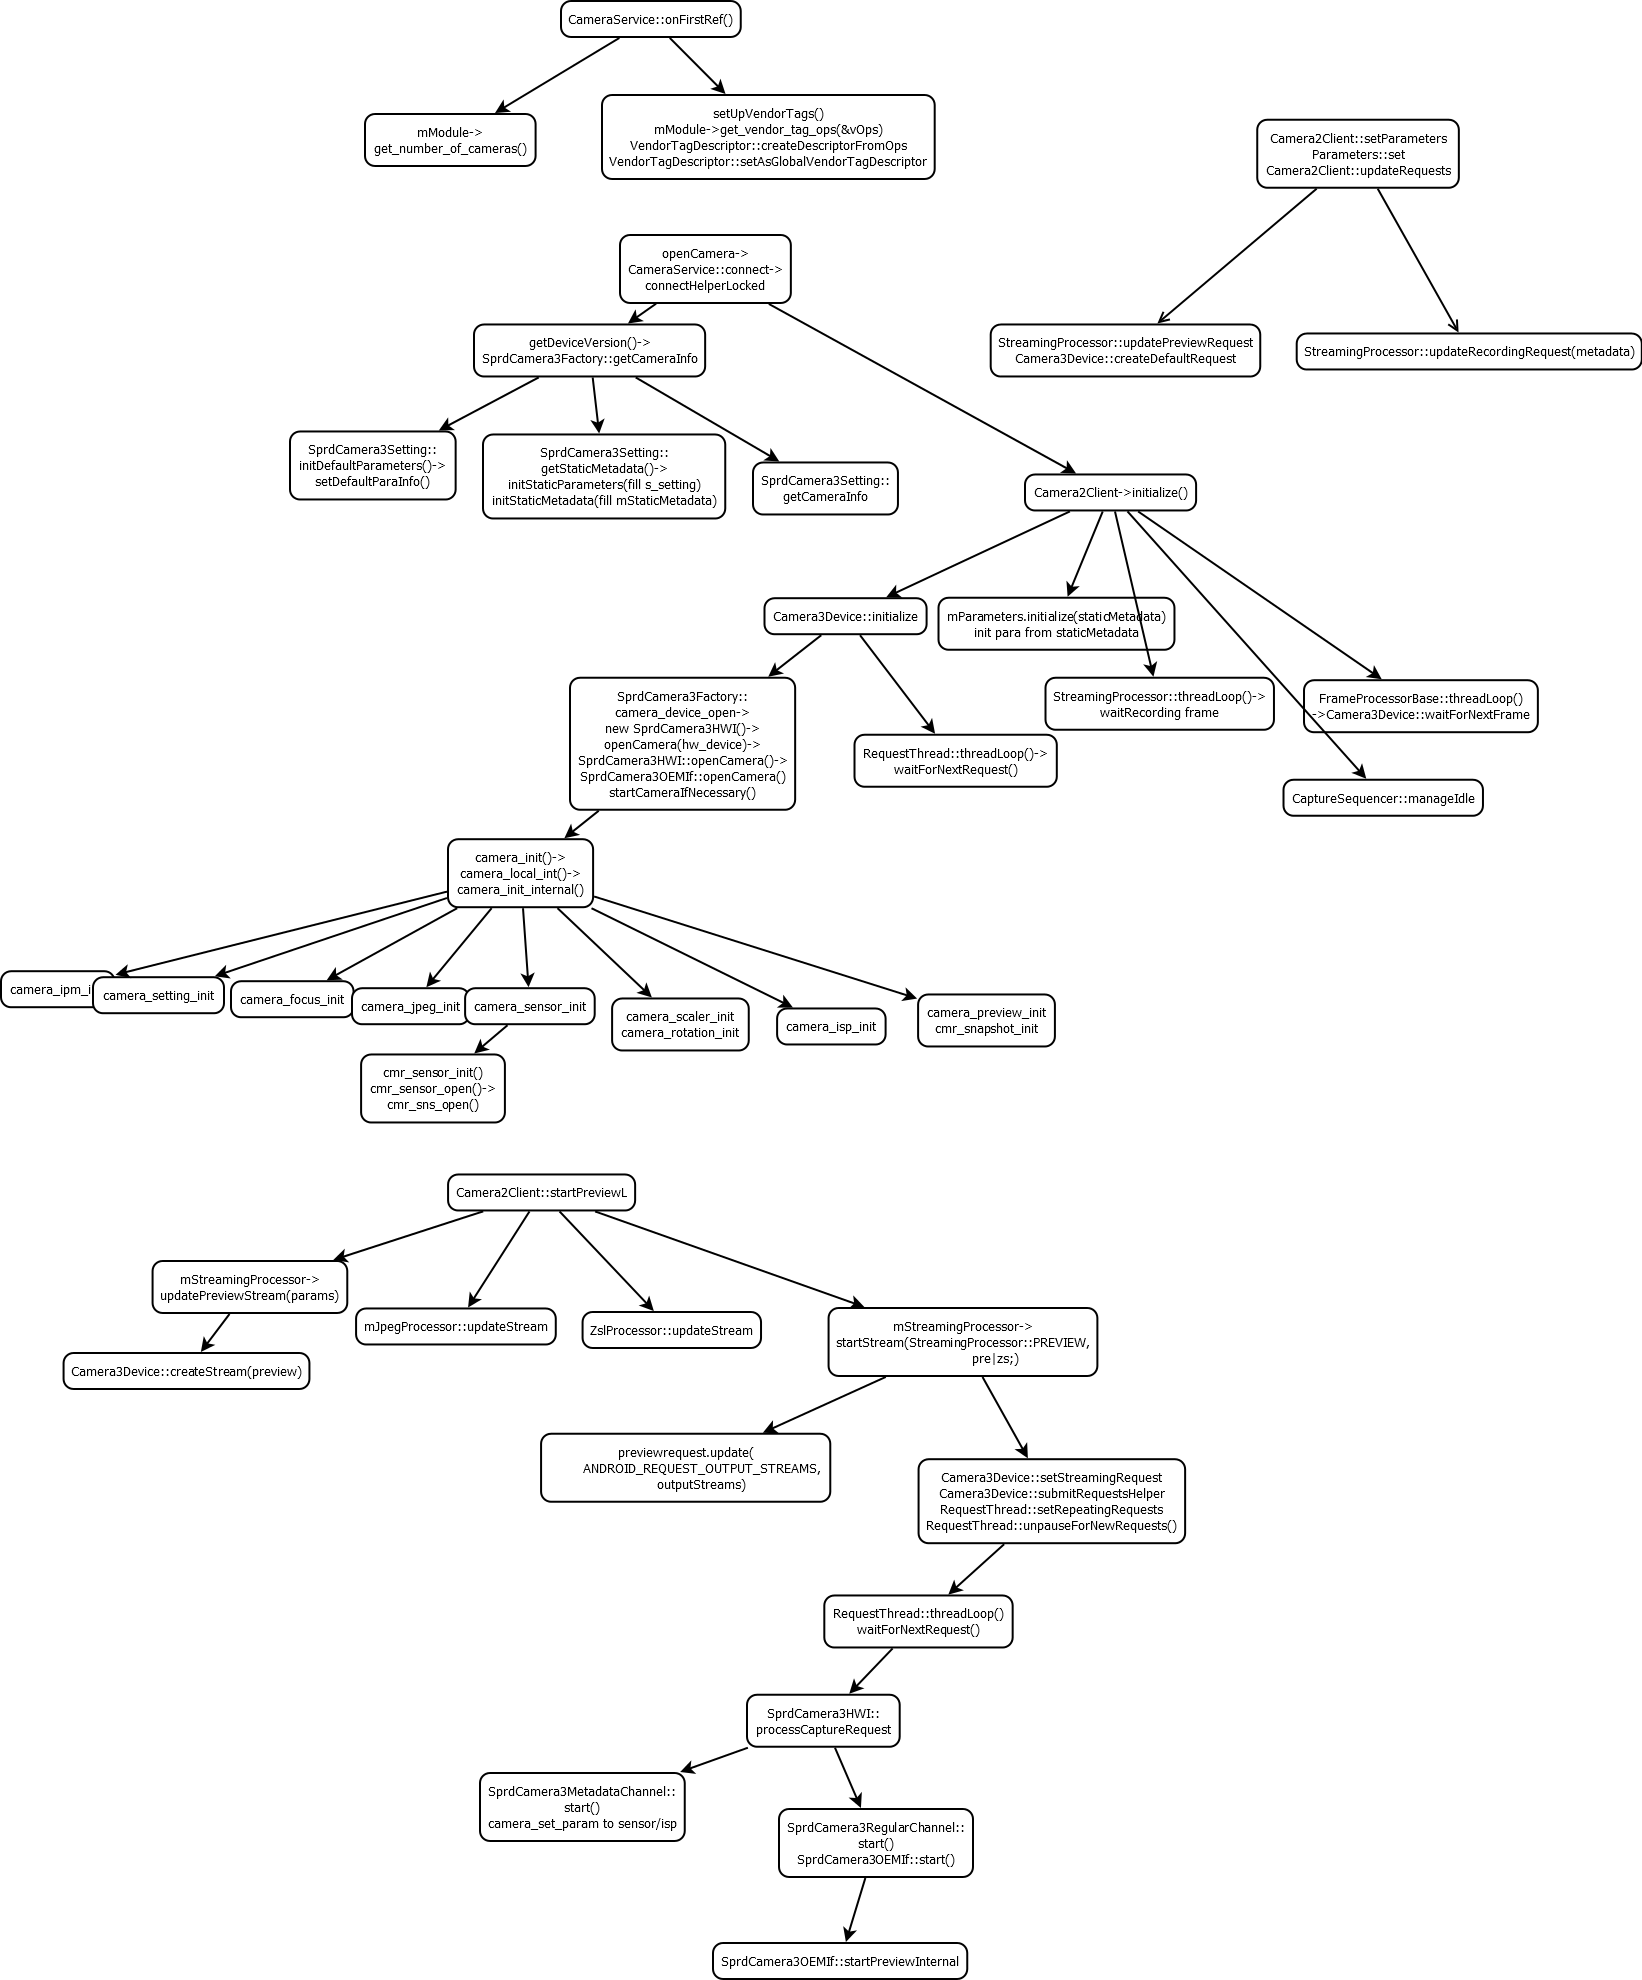 CameraService::onFirstRef()
mModule->
get_number_of_cameras()
setUpVendorTags()
mModule->get_vendor_tag_ops(&vOps)
VendorTagDescriptor::createDescriptorFromOps
VendorTagDescriptor::setAsGlobalVendorTagDescriptor
Camera2Client::setParameters
Parameters::set
Camera2Client::updateRequests
openCamera->
CameraService::connect->
connectHelperLocked
getDeviceVersion()->
SprdCamera3Factory::getCameraInfo
StreamingProcessor::updatePreviewRequest
Camera3Device::createDefaultRequest
StreamingProcessor::updateRecordingRequest(metadata)
SprdCamera3Setting::
initDefaultParameters()->
setDefaultParaInfo()
SprdCamera3Setting::
getStaticMetadata()->
initStaticParameters(fill s_setting)
initStaticMetadata(fill mStaticMetadata)
SprdCamera3Setting::
getCameraInfo
Camera2Client->initialize()
Camera3Device::initialize
mParameters.initialize(staticMetadata)
init para from staticMetadata
StreamingProcessor::threadLoop()->
waitRecording frame
FrameProcessorBase::threadLoop()
->Camera3Device::waitForNextFrame
SprdCamera3Factory::
camera_device_open->
new SprdCamera3HWI()->
openCamera(hw_device)->
SprdCamera3HWI::openCamera()->
SprdCamera3OEMIf::openCamera()
startCameraIfNecessary()
RequestThread::threadLoop()->
waitForNextRequest()
CaptureSequencer::manageIdle
camera_init()->
camera_local_int()->
camera_init_internal()
camera_ipm_i
camera_setting_init
camera_focus_init
camera_jpeg_init
camera_sensor_init
camera_scaler_init
camera_rotation_init
camera_isp_init
camera_preview_init
cmr_snapshot_init
cmr_sensor_init()
cmr_sensor_open()->
cmr_sns_open()
Camera2Client::startPreviewL
mStreamingProcessor->
updatePreviewStream(params)
mJpegProcessor::updateStream
ZslProcessor::updateStream
mStreamingProcessor->
startStream(StreamingProcessor::PREVIEW,
pre|zs;)
Camera3Device::createStream(preview)
previewrequest.update(
ANDROID_REQUEST_OUTPUT_STREAMS,
outputStreams)
Camera3Device::setStreamingRequest
Camera3Device::submitRequestsHelper
RequestThread::setRepeatingRequests
RequestThread::unpauseForNewRequests()
RequestThread::threadLoop()
waitForNextRequest()
SprdCamera3HWI::
processCaptureRequest
SprdCamera3MetadataChannel::
start()
camera_set_param to sensor/isp
SprdCamera3RegularChannel::
start()
SprdCamera3OEMIf::start()
SprdCamera3OEMIf::startPreviewInternal